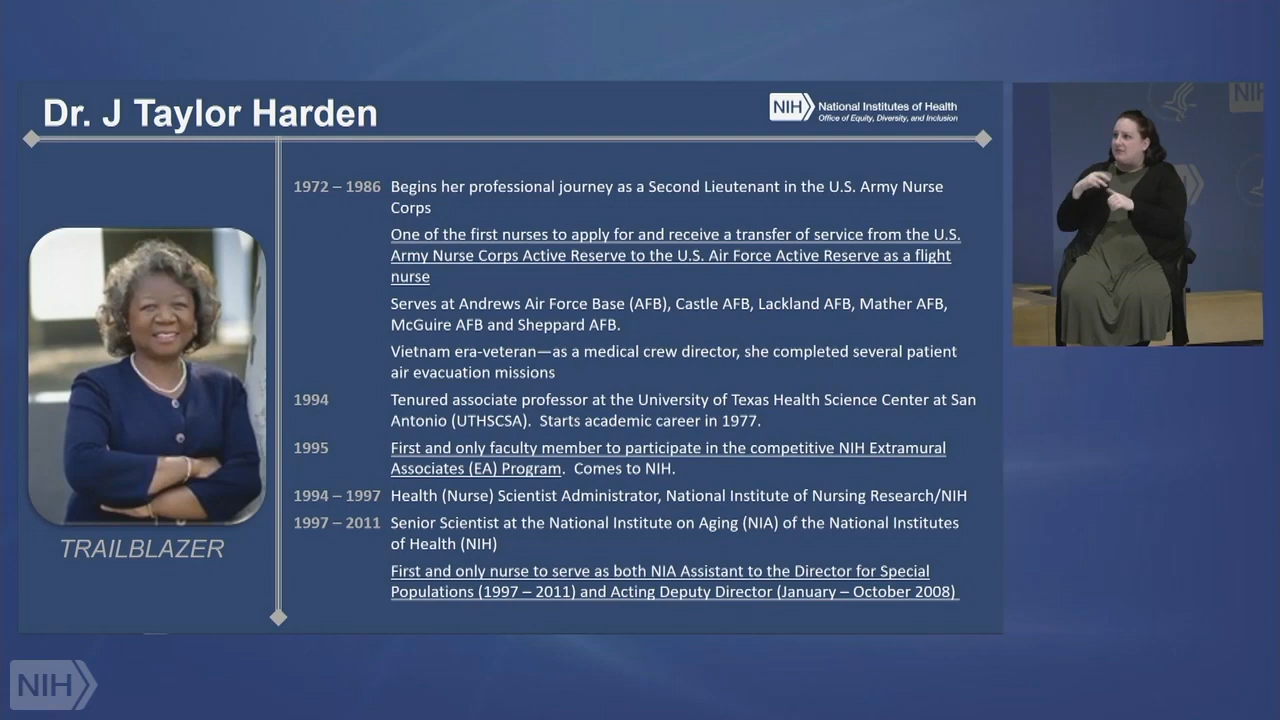 Dr. J Taylor Harden
NIH National Institutes of Health
Office of Equity, Diversity, and Inclusion
1972 – 1986 Begins her professional journey as a Second Lieutenant in the U.S. Army Nurse
Corps
One of the first nurses to apply for and receive a transfer of service from the U.S.
Army Nurse Corps Active Reserve to the U.S. Air Force Active Reserve as a flight
nurse
Serves at Andrews Air Force Base (AFB), Castle AFB, Lackland AFB, Mather AFB,
McGuire AFB and Sheppard AFB.
Vietnam era-veteran—as a medical crew director, she completed several patient
air evacuation missions
1994 Tenured associate professor at the University of Texas Health Science Center at San
Antonio (UTHSCSA). Starts academic career in 1977.
1995 First and only faculty member to participate in the competitive NIH Extramural
Associates (EA) Program. Comes to NIH.
1994 – 1997 Health (Nurse) Scientist Administrator, National Institute of Nursing Research/NIH
1997 – 2011 Senior Scientist at the National Institute on Aging (NIA) of the National Institutes
of Health (NIH)
First and only nurse to serve as both NIA Assistant to the Director for Special
Populations (1997 – 2011) and Acting Deputy Director (January – October 2008)
TRAILBLAZER
NIH
NIH